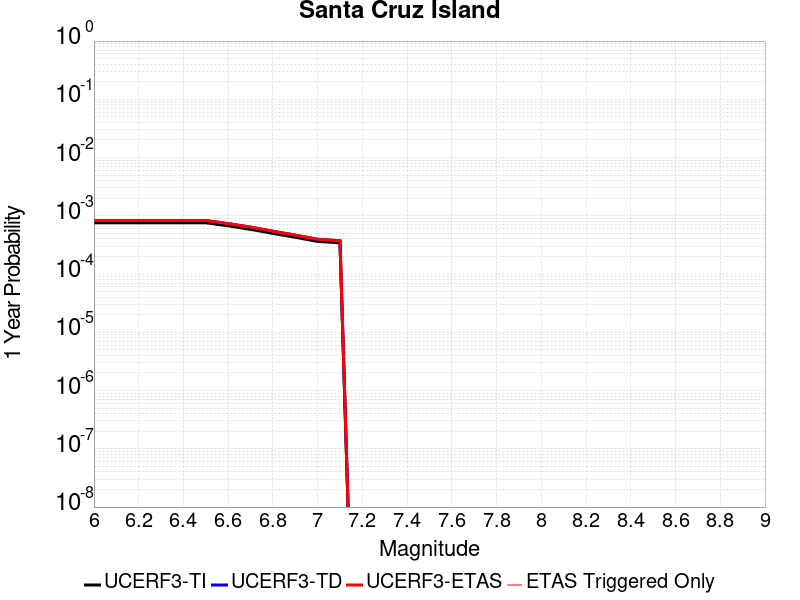 Santa Cruz Island
10^0
10^-1
10^-2
10^-3
10^-4
10^-5
10^-6
10^-7
10^-8
1 Year Probability
6 6.2 6.4 6.6 6.8 7 7.2 7.4 7.6 7.8 8 8.2 8.4 8.6 8.8 9
Magnitude
UCERF3-TI UCERF3-TD UCERF3-ETAS ETAS Triggered Only